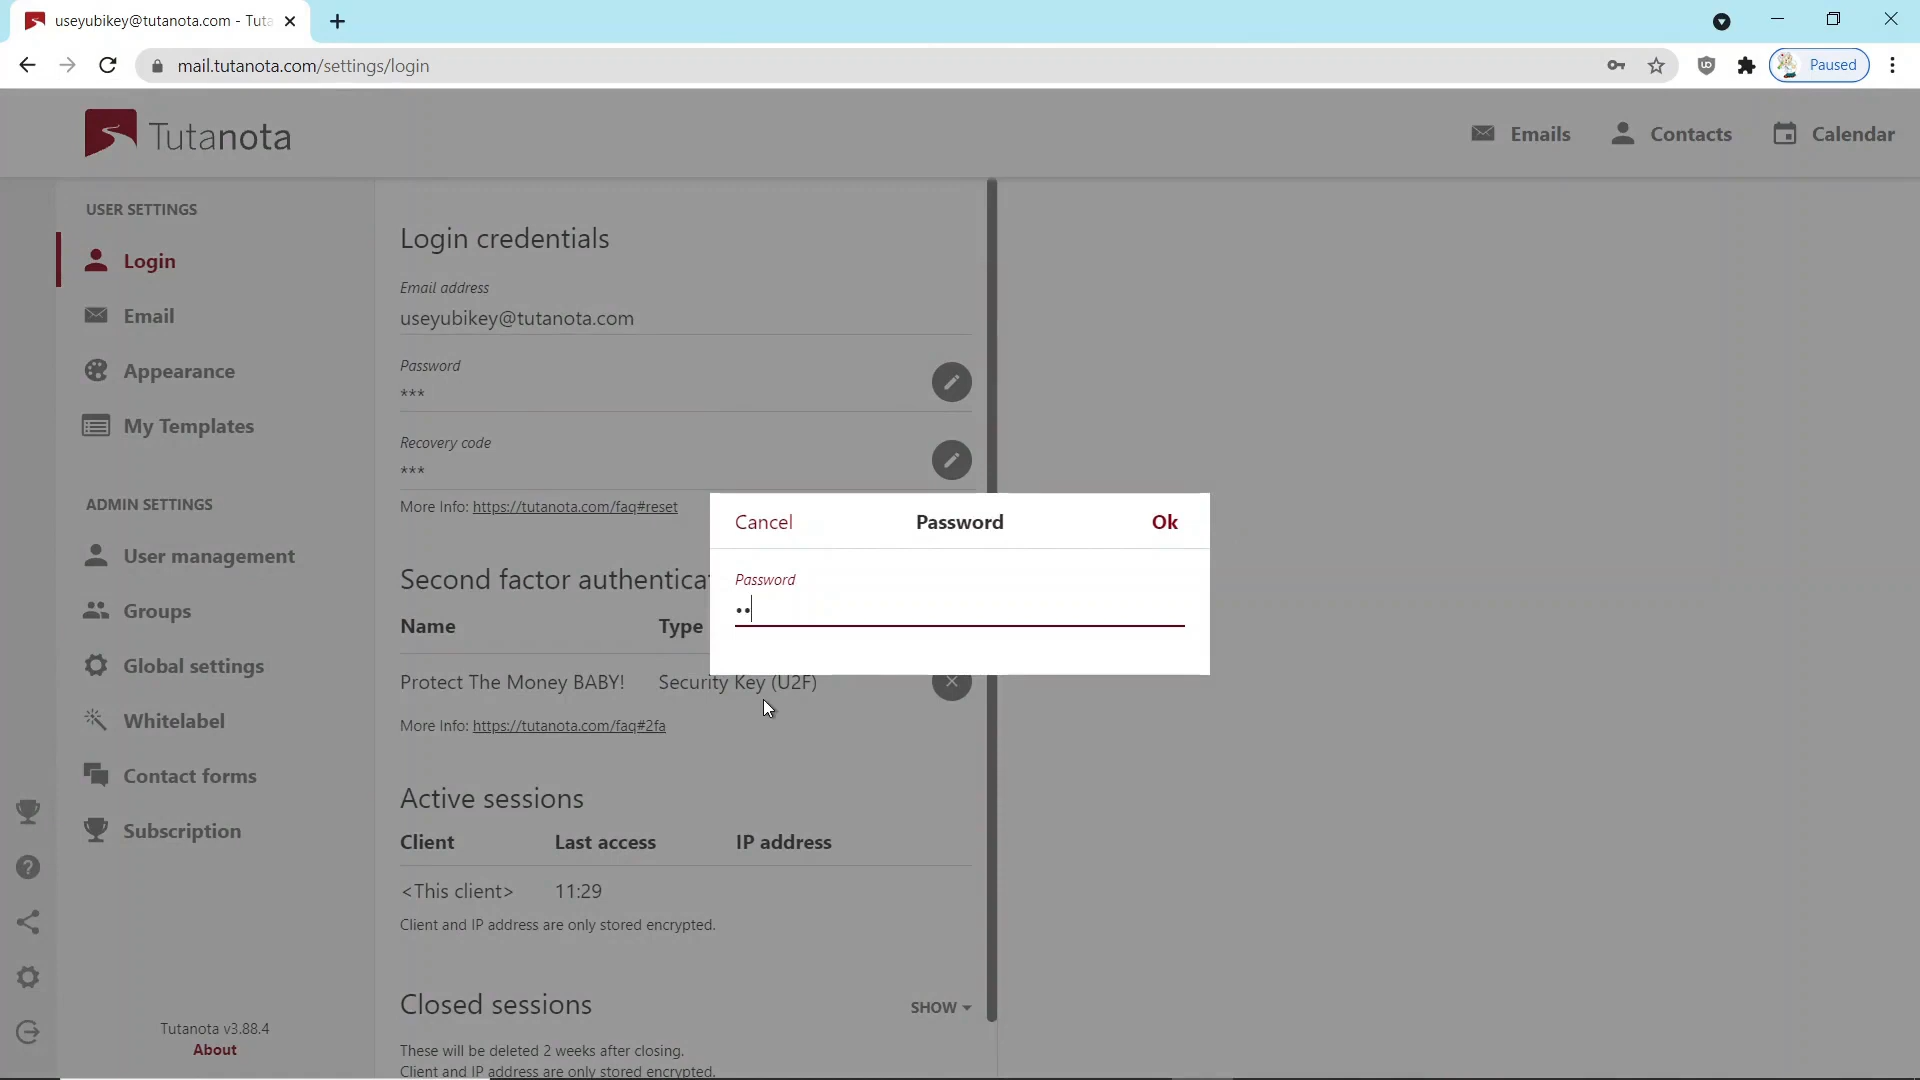 useyubikey@tutanota.com - Tuta
mail.tutanota.com/settings/login
Paused
Tutanota
Emails
Contacts
Calendar
USER SETTINGS
Login
Email
Appearance
My Templates
ADMIN SETTINGS
User management
Groups
Global settings
Whitelabel
Contact forms
Subscription
Tutanota v3.88.4
About
Login credentials
Email address
useyubikey@tutanota.com
Password
***
Recovery code
***
More Info: https://tutanota.com/faq#reset
Second factor authenticat
Name Type
Protect The Money BABY! Security Key (U2F)
More Info: https://tutanota.com/faq#2fa
Active sessions
Client Last access IP address
<This client> 11:29
Client and IP address are only stored encrypted.
Closed sessions
SHOW
These will be deleted 2 weeks after closing.
Client and IP address are only stored encrypted.
Cancel Password Ok
Password
••